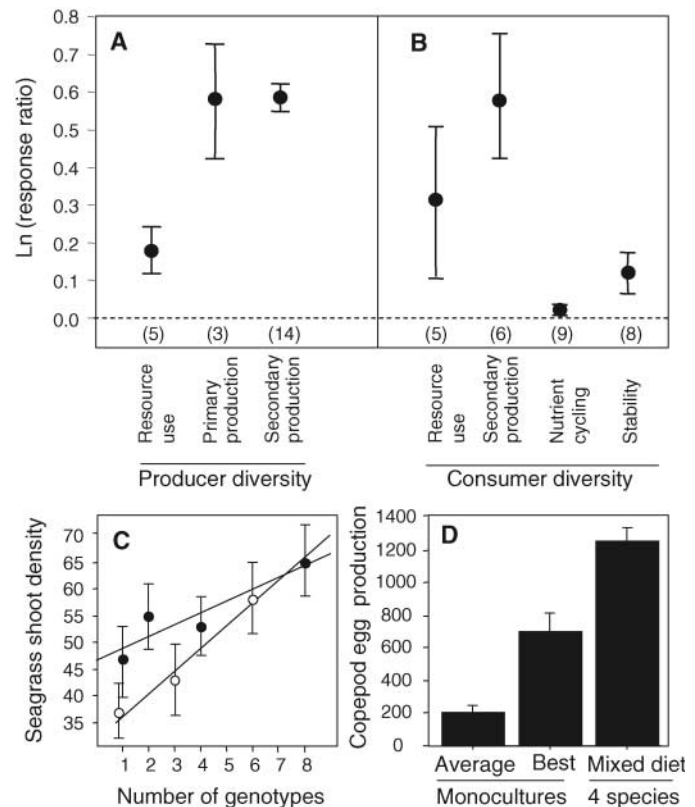 A
B
Ln (response ratio)
0.8
0.7
0.6
0.5
0.4
0.3
0.2
0.1
0.0
(5) (3) (14) (5) (6) (9) (8)
Resource
use
Primary
production
Secondary
production
Resource
use
Secondary
production
Nutrient
cycling
Stability
Producer diversity
Consumer diversity
C
Seagrass shoot density
70
65
60
55
50
45
40
35
1 2 3 4 5 6 7 8
Number of genotypes
D
Copepod egg production
1400
1200
1000
800
600
400
200
0
Average Best Mixed diet
Monocultures 4 species